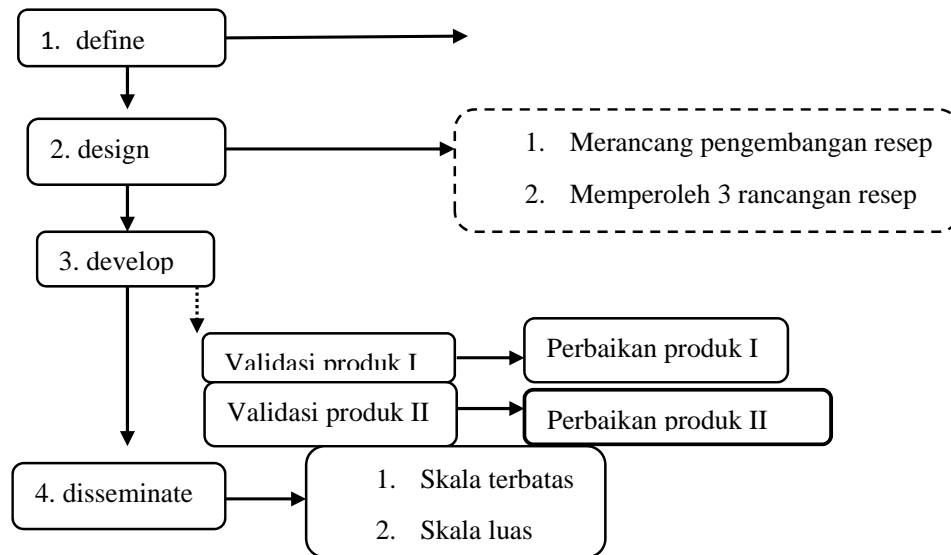 1. define
2. design
1. Merancang pengembangan resep
2. Memperoleh 3 rancangan resep
3. develop
Validasi produk I
Perbaikan produk I
Validasi produk II
Perbaikan produk II
4. disseminate
1. Skala terbatas
2. Skala luas